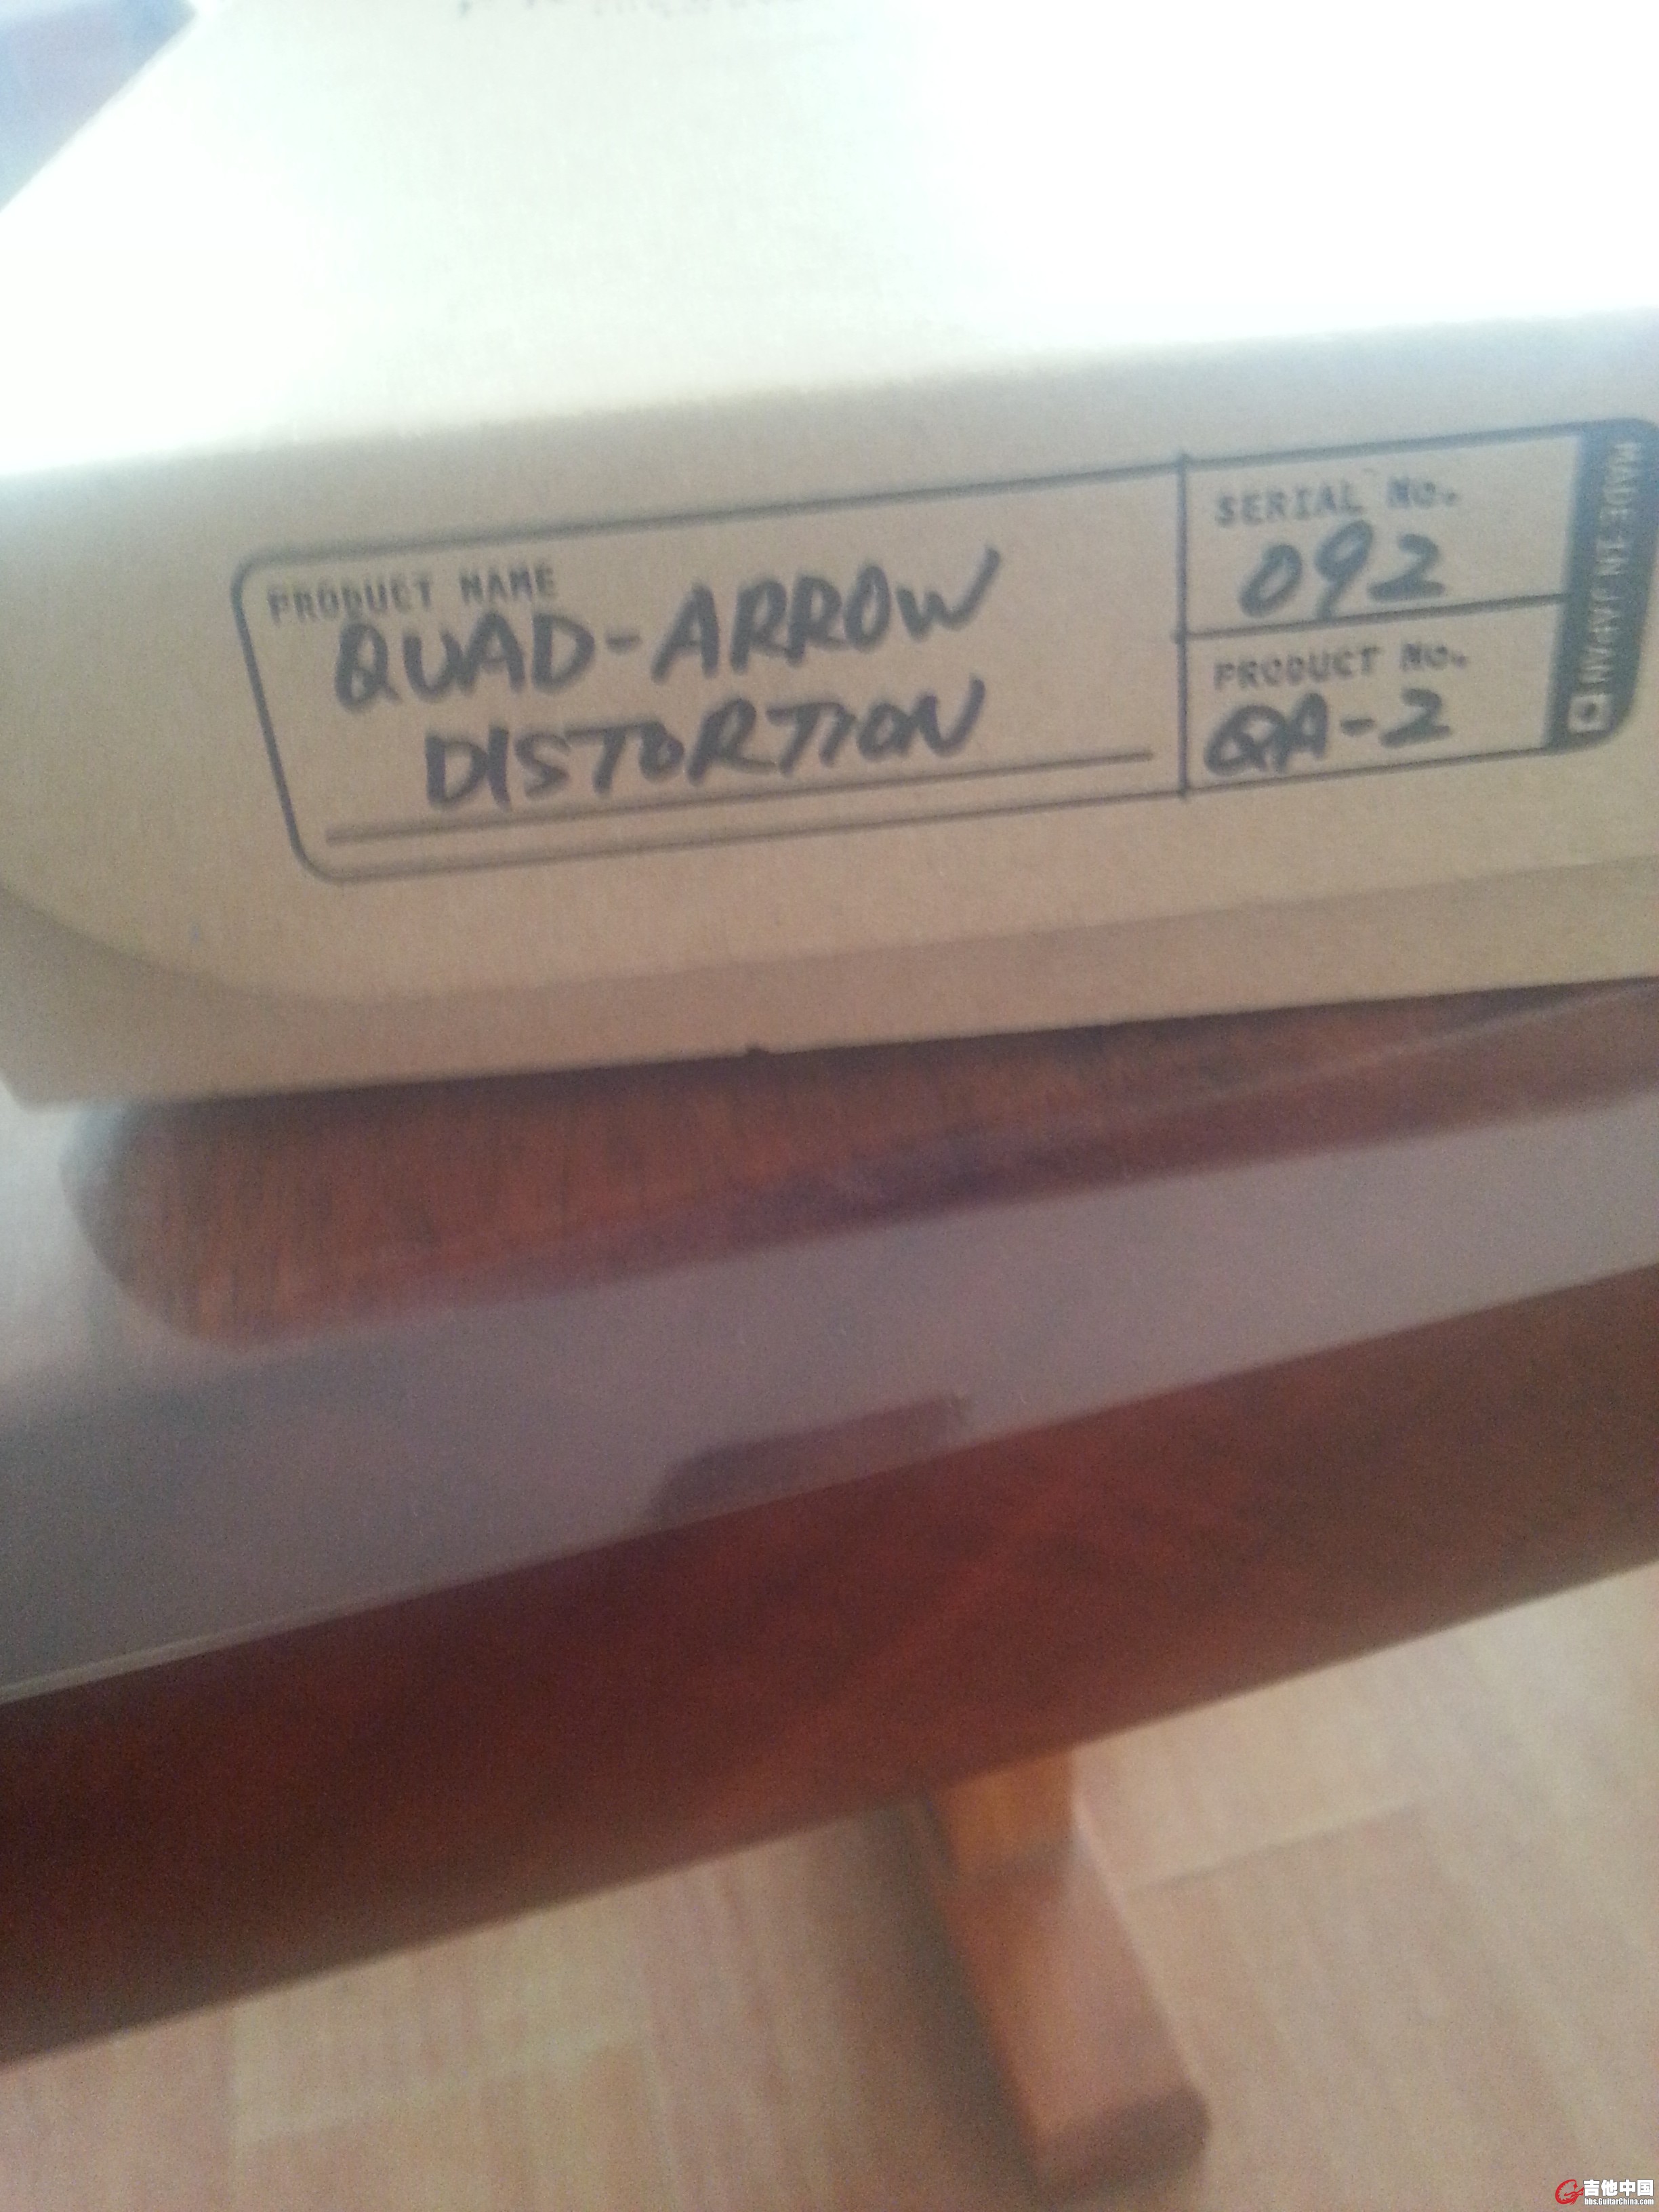 PRODUCT NAME
QUAD-ARROW
DISTORTION
SERIAL No.
092
PRODUCT No.
QA-2
MADE IN JAPAN
吉他中国
bbs.GuitarChina.com